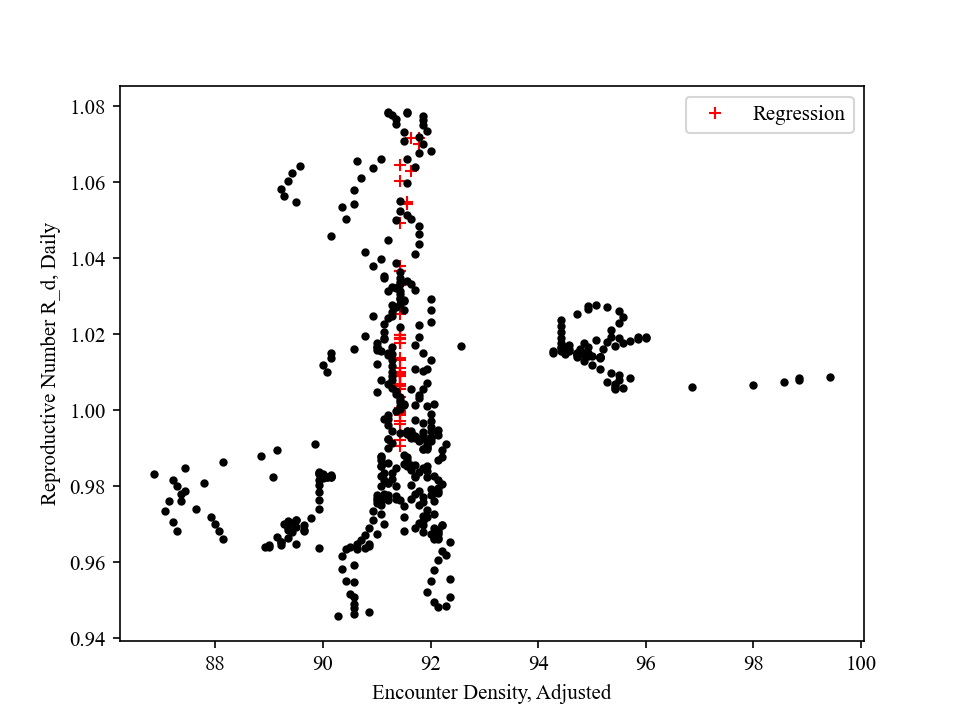 Regression
1.08
1.06
1.04
1.02
1.00
0.98
0.96
0.94
Reproductive Number R_d, Daily
88 90 92 94 96 98 100
Encounter Density, Adjusted